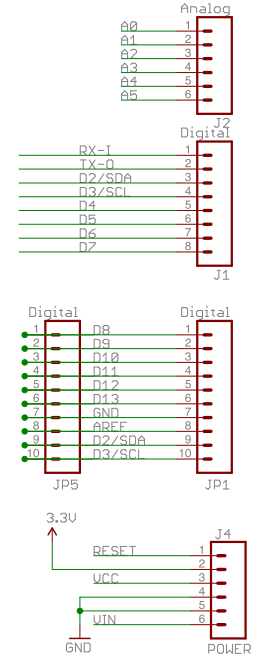 Analog
A0 1
A1 2
A2 3
A3 4
A4 5
A5 6
J2
Digital
RX-I 1
TX-O 2
D2/SDA 3
D3/SCL 4
D4 5
D5 6
D6 7
D7 8
J1
Digital Digital
1 D8 1
2 D9 2
3 D10 3
4 D11 4
5 D12 5
6 D13 6
7 GND 7
8 AREF 8
9 D2/SDA 9
10 D3/SCL 10
JP5 JP1
3.3V
J4
RESET 1
2
VCC 3
4
5
VIN 6
GND
POWER